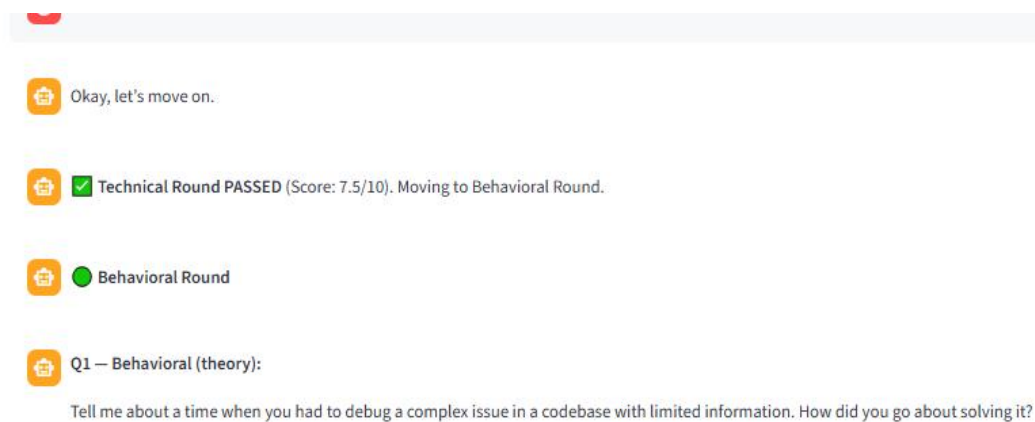 Okay, let's move on.
Technical Round PASSED (Score: 7.5/10). Moving to Behavioral Round.
Behavioral Round
Q1 — Behavioral (theory):
Tell me about a time when you had to debug a complex issue in a codebase with limited information. How did you go about solving it?